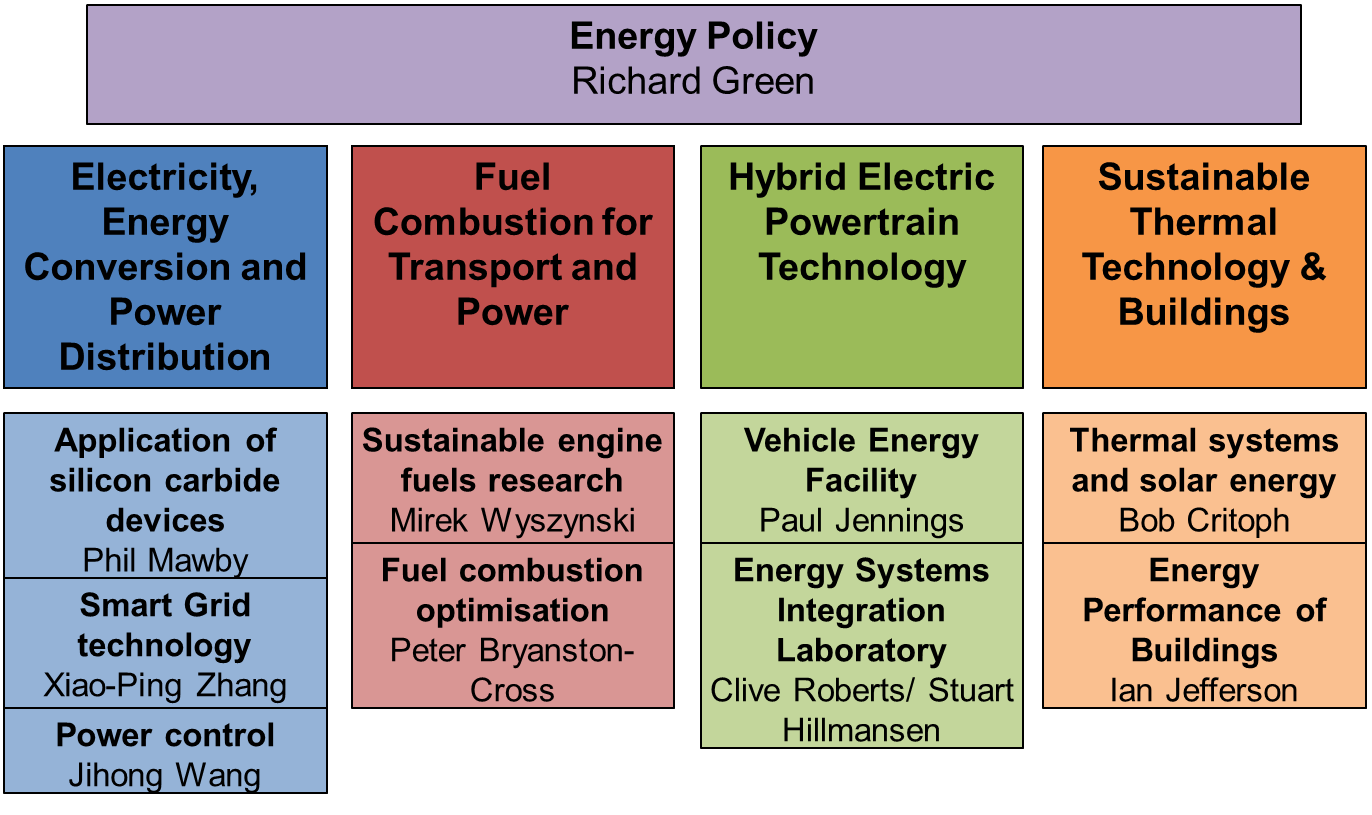 Energy Policy
Richard Green
Electricity,
Energy
Conversion and
Power
Distribution
Fuel
Combustion for
Transport and
Power
Hybrid Electric
Powertrain
Technology
Sustainable
Thermal
Technology &
Buildings
Application of
silicon carbide
devices
Phil Mawby
Smart Grid
technology
Xiao-Ping Zhang
Power control
Jihong Wang
Sustainable engine
fuels research
Mirek Wyszynski
Fuel combustion
optimisation
Peter Bryanston-
Cross
Vehicle Energy
Facility
Paul Jennings
Energy Systems
Integration
Laboratory
Clive Roberts/ Stuart
Hillmansen
Thermal systems
and solar energy
Bob Critoph
Energy
Performance of
Buildings
Ian Jefferson